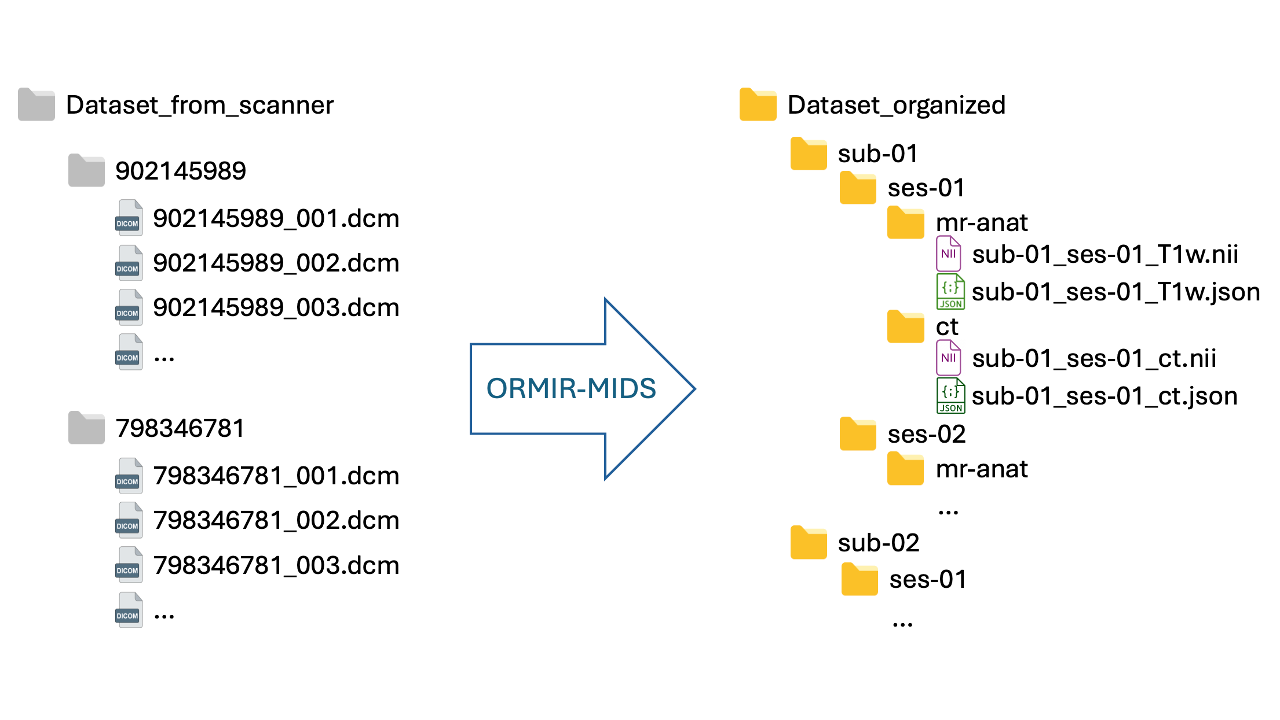 Dataset_from_scanner
902145989
DICOM 902145989_001.dcm
DICOM 902145989_002.dcm
DICOM 902145989_003.dcm
DICOM ...
798346781
DICOM 798346781_001.dcm
DICOM 798346781_002.dcm
DICOM 798346781_003.dcm
DICOM ...
ORMIR-MIDS
Dataset_organized
sub-01
ses-01
mr-anat
NII sub-01_ses-01_T1w.nii
{;} JSON sub-01_ses-01_T1w.json
ct
NII sub-01_ses-01_ct.nii
{;} JSON sub-01_ses-01_ct.json
ses-02
mr-anat
...
sub-02
ses-01
...